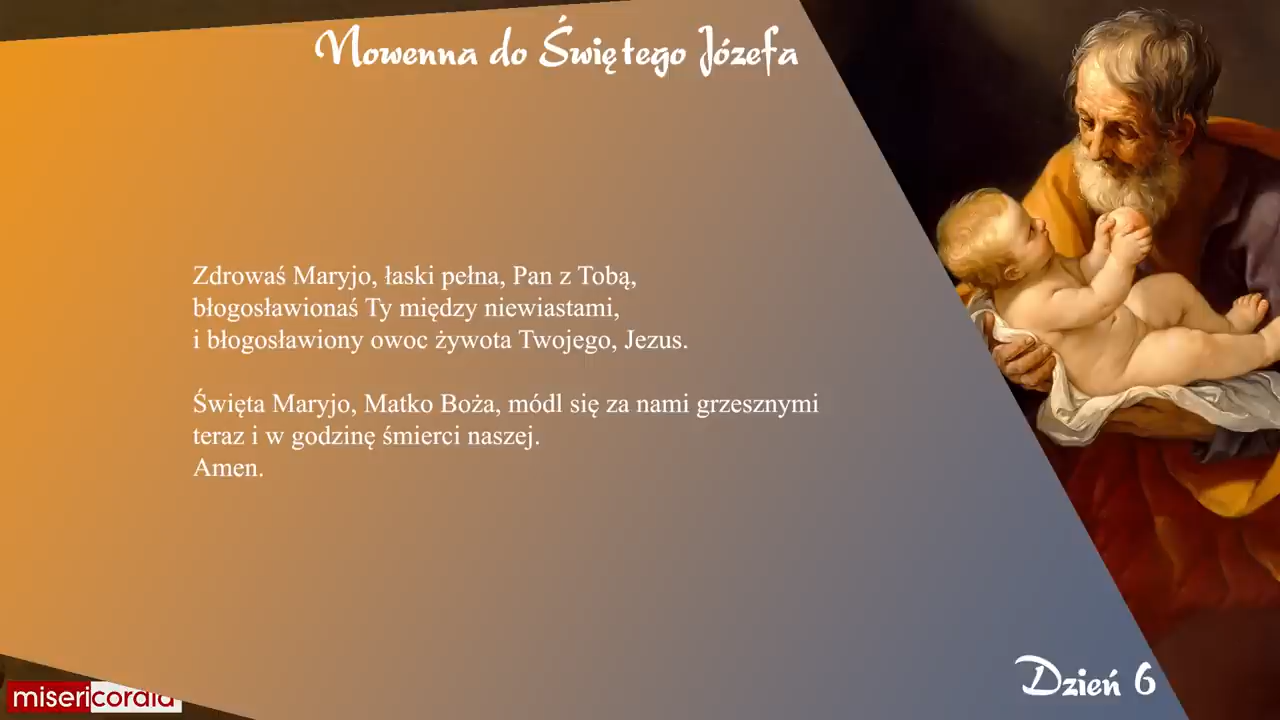 Nowenna do Świętego Józefa
Zdrowaś Maryjo, łaski pełna, Pan z Tobą,
błogosławionaś Ty między niewiastami,
i błogosławiony owoc żywota Twojego, Jezus.
Święta Maryjo, Matko Boża, módl się za nami grzesznymi
teraz i w godzinę śmierci naszej.
Amen.
Dzień 6
misericordia